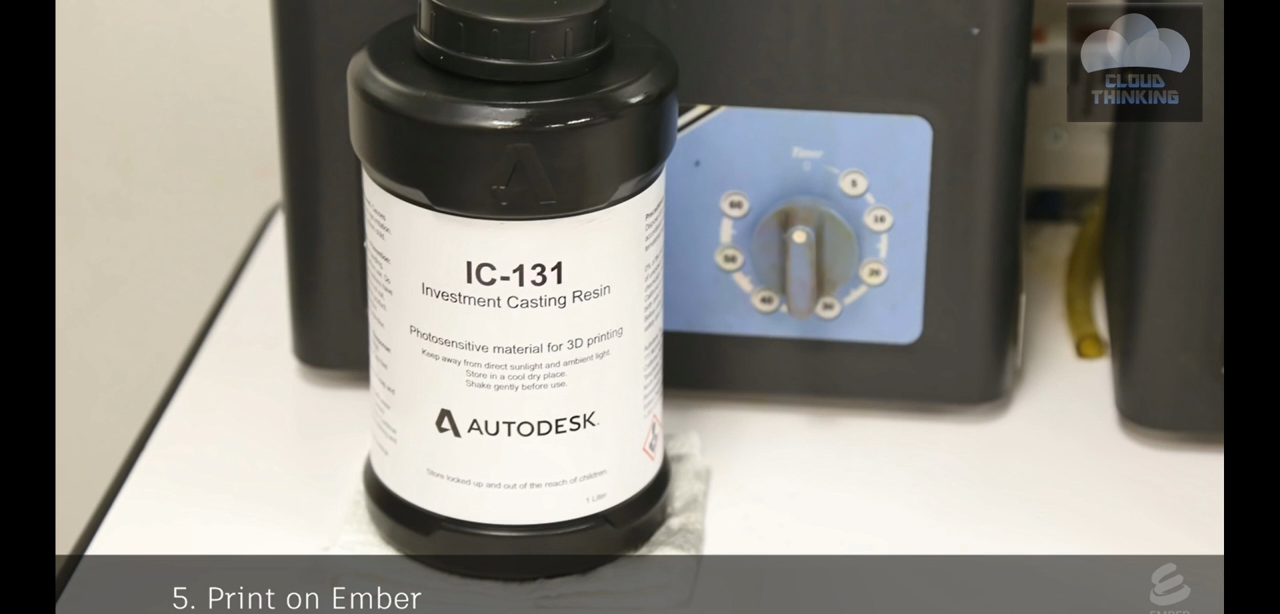 CLOUD
THINKING
Timer
5
10
20
30
40
50
60
IC-131
Investment Casting Resin
Photosensitive material for 3D printing
Keep away from direct sunlight and ambient light.
Store in a cool dry place.
Shake gently before use.
AUTODESK.
Store locked up and out of the reach of children.
1 Liter
5. Print on Ember
EMBER